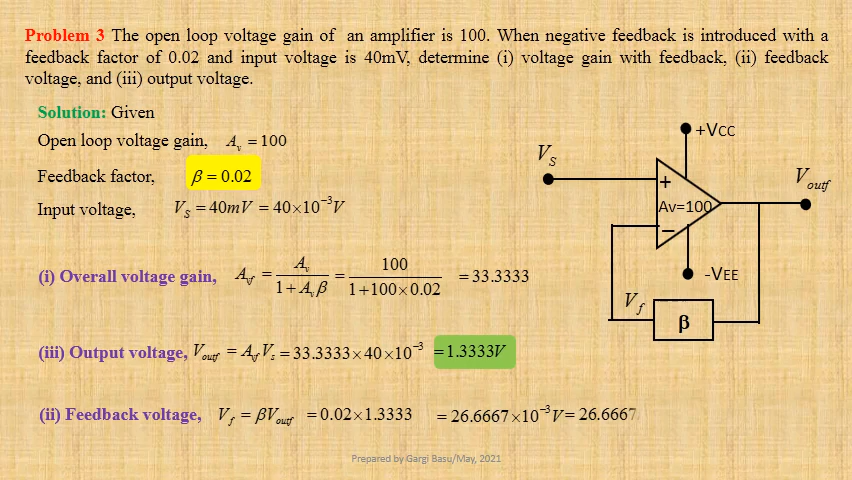 Problem 3 The open loop voltage gain of an amplifier is 100. When negative feedback is introduced with a
feedback factor of 0.02 and input voltage is 40mV, determine (i) voltage gain with feedback, (ii) feedback
voltage, and (iii) output voltage.
Solution: Given
Open loop voltage gain, A_v = 100
Feedback factor, β = 0.02
Input voltage, V_S = 40mV = 40×10^-3 V
(i) Overall voltage gain, A_vf = A_v / (1 + A_v β) = 100 / (1+100×0.02) = 33.3333
(iii) Output voltage, V_outf = A_vf V_s = 33.3333×40×10^-3 = 1.3333V
(ii) Feedback voltage, V_f = βV_outf = 0.02×1.3333 = 26.6667×10^-3 V = 26.6667
+VCC
V_S
V_outf
+
Av=100
−
-VEE
V_f
β
Prepared by Gargi Basu/May, 2021